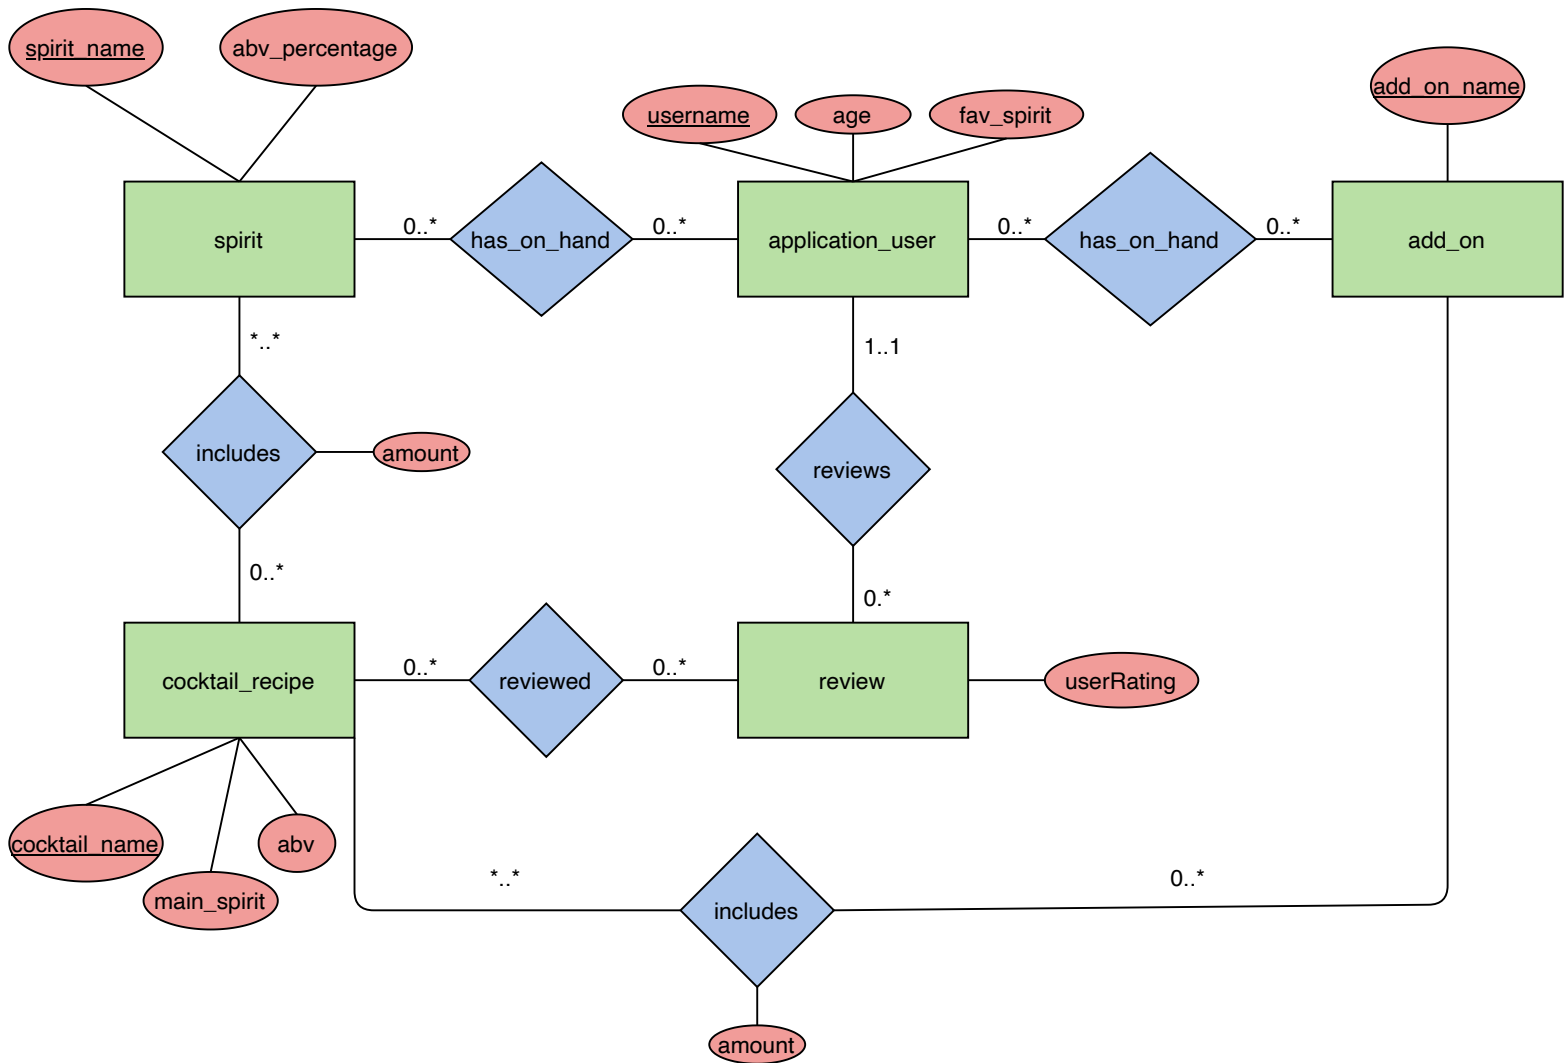 spirit_name
abv_percentage
username
age
fav_spirit
add_on_name
spirit
0..*
has_on_hand
0..*
application_user
0..*
has_on_hand
0..*
add_on
*..*
1..1
includes
amount
reviews
0..*
0.*
cocktail_recipe
0..*
reviewed
0..*
review
userRating
cocktail_name
abv
main_spirit
*..*
0..*
includes
amount